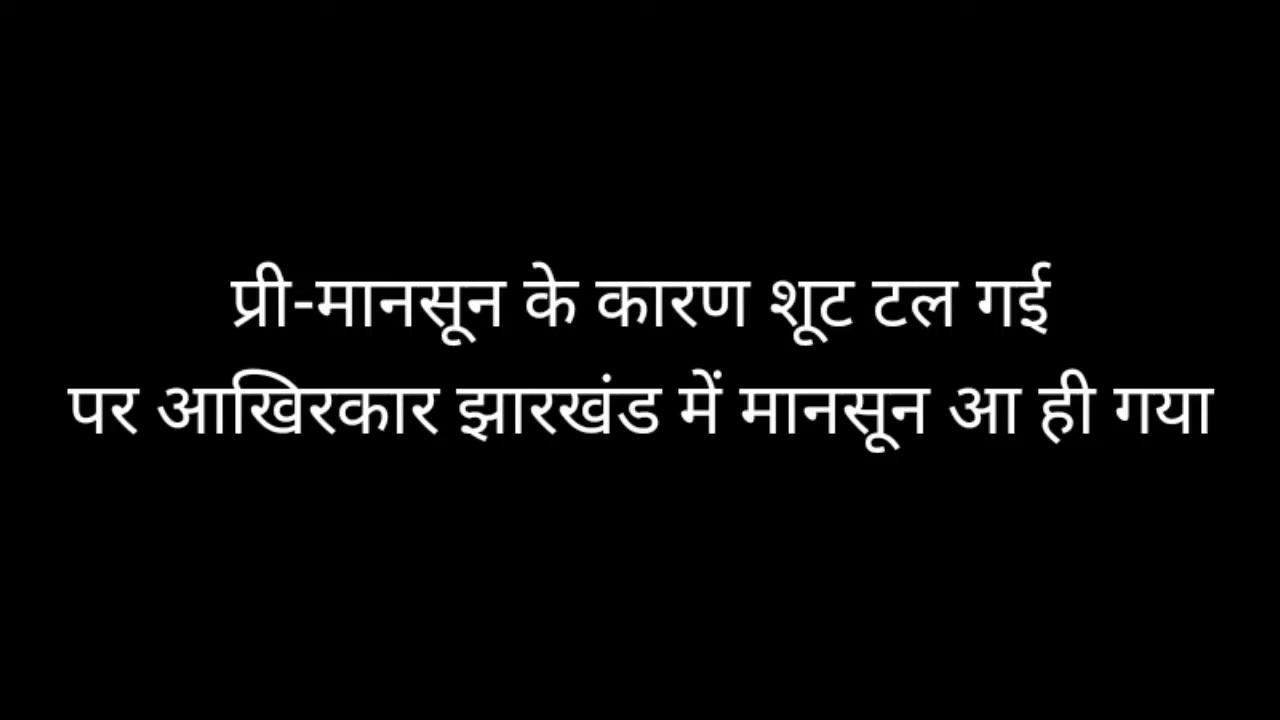 प्री-मानसून के कारण शूट टल गई
पर आखिरकार झारखंड में मानसून आ ही गया